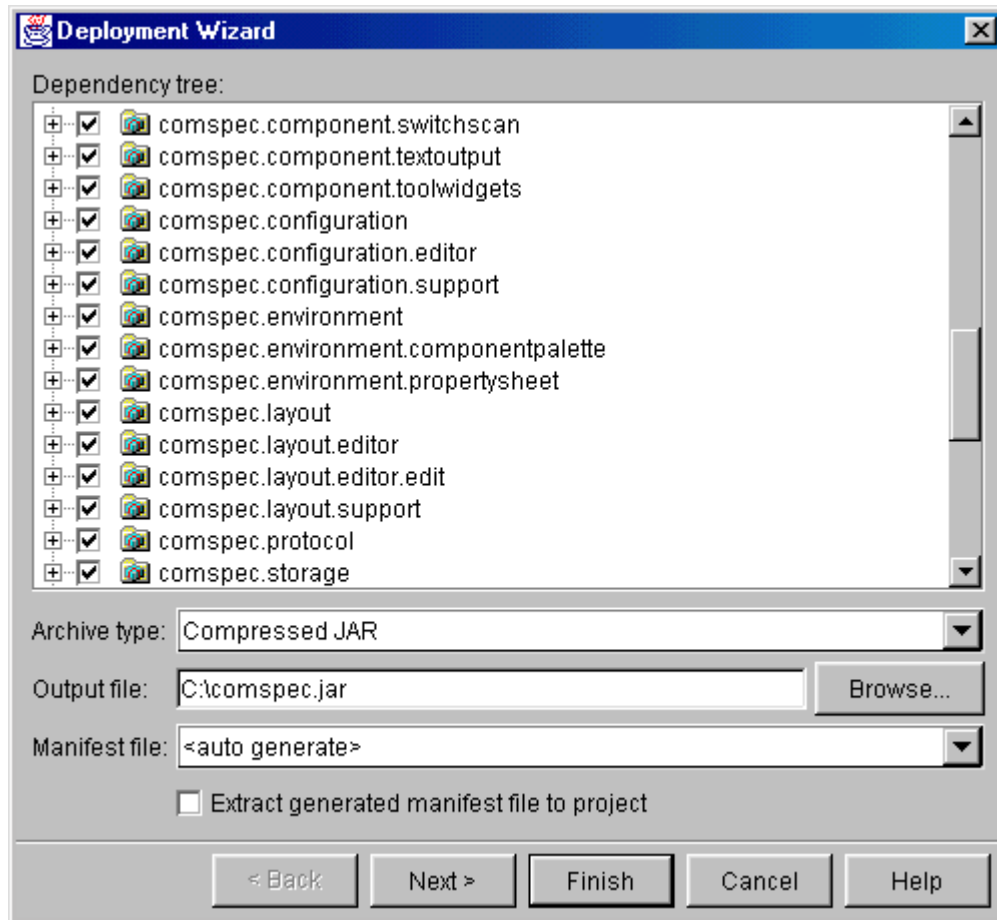 Deployment Wizard
Dependency tree:
comspec.component.switchscan
comspec.component.textoutput
comspec.component.toolwidgets
comspec.configuration
comspec.configuration.editor
comspec.configuration.support
comspec.environment
comspec.environment.componentpalette
comspec.environment.propertysheet
comspec.layout
comspec.layout.editor
comspec.layout.editor.edit
comspec.layout.support
comspec.protocol
comspec.storage
Archive type: Compressed JAR
Output file: C:\comspec.jar Browse...
Manifest file: <auto generate>
Extract generated manifest file to project
< Back Next > Finish Cancel Help